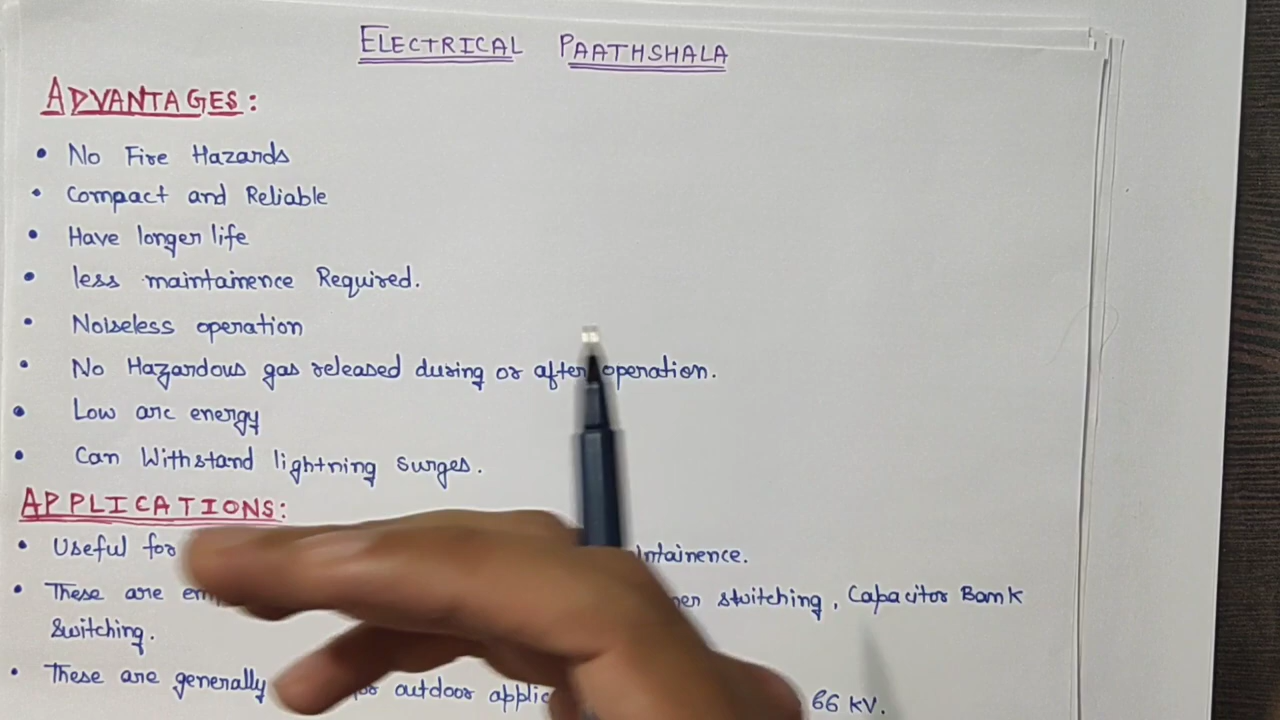 ELECTRICAL PAATHSHALA
ADVANTAGES:
• No Fire Hazards
• Compact and Reliable
• Have longer life
• less maintainence Required.
• Noiseless operation
• No Hazardous gas released during or after operation.
• Low arc energy
• Can Withstand lightning surges.
APPLICATIONS:
• Useful for
• These are switching, Capacitor Bank
Switching.
• These are generally outdoor 66 kV.